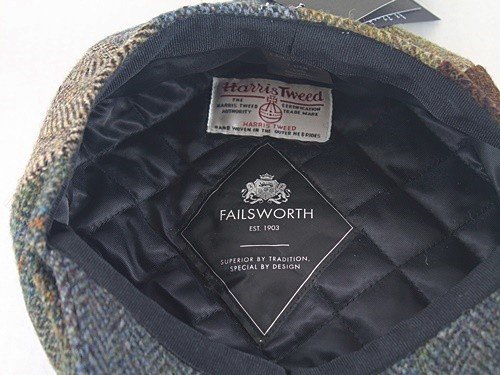 Harris Tweed
THE HARRIS TWEED AUTHORITY
CERTIFICATION TRADE MARK
HARRIS TWEED
HAND WOVEN IN THE OUTER HEBRIDES
FAILSWORTH
EST. 1903
SUPERIOR BY TRADITION,
SPECIAL BY DESIGN